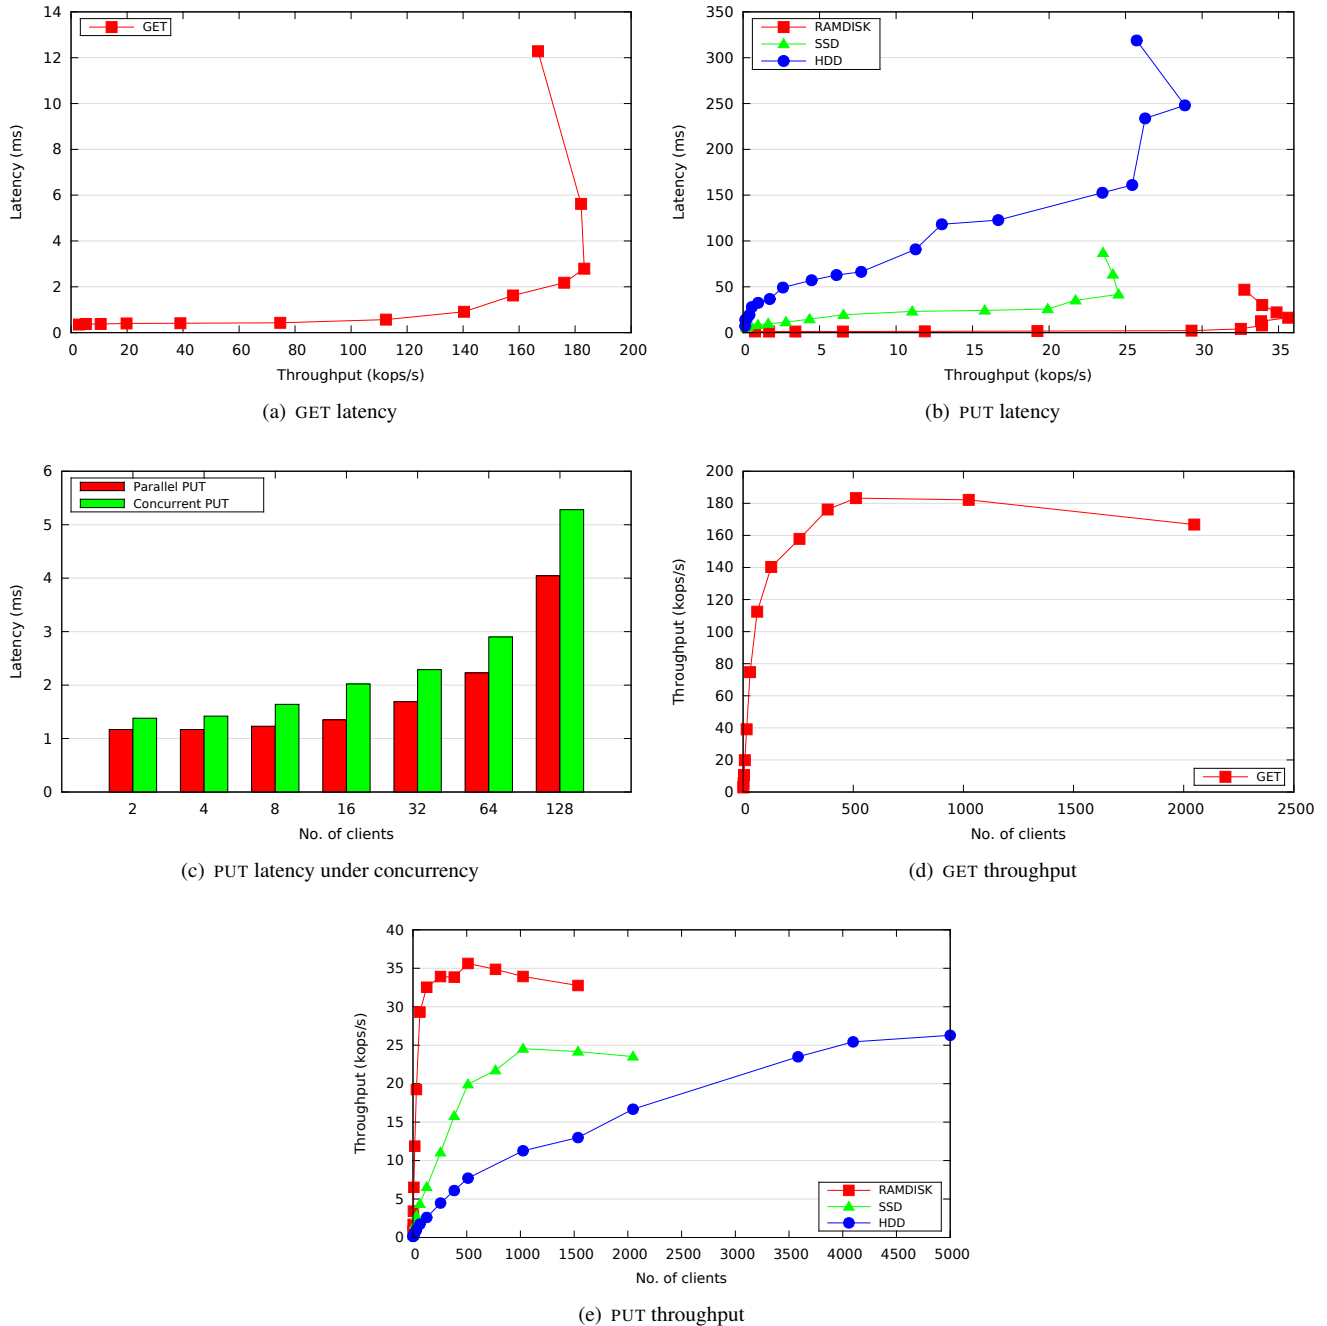 GET
Latency (ms)
0 2 4 6 8 10 12 14
0 20 40 60 80 100 120 140 160 180 200
Throughput (kops/s)
(a) GET latency
RAMDISK
SSD
HDD
Latency (ms)
0 50 100 150 200 250 300 350
0 5 10 15 20 25 30 35
Throughput (kops/s)
(b) PUT latency
Parallel PUT
Concurrent PUT
Latency (ms)
0 1 2 3 4 5 6
2 4 8 16 32 64 128
No. of clients
(c) PUT latency under concurrency
Throughput (kops/s)
0 20 40 60 80 100 120 140 160 180 200
GET
0 500 1000 1500 2000 2500
No. of clients
(d) GET throughput
Throughput (kops/s)
0 5 10 15 20 25 30 35 40
RAMDISK
SSD
HDD
0 500 1000 1500 2000 2500 3000 3500 4000 4500 5000
No. of clients
(e) PUT throughput